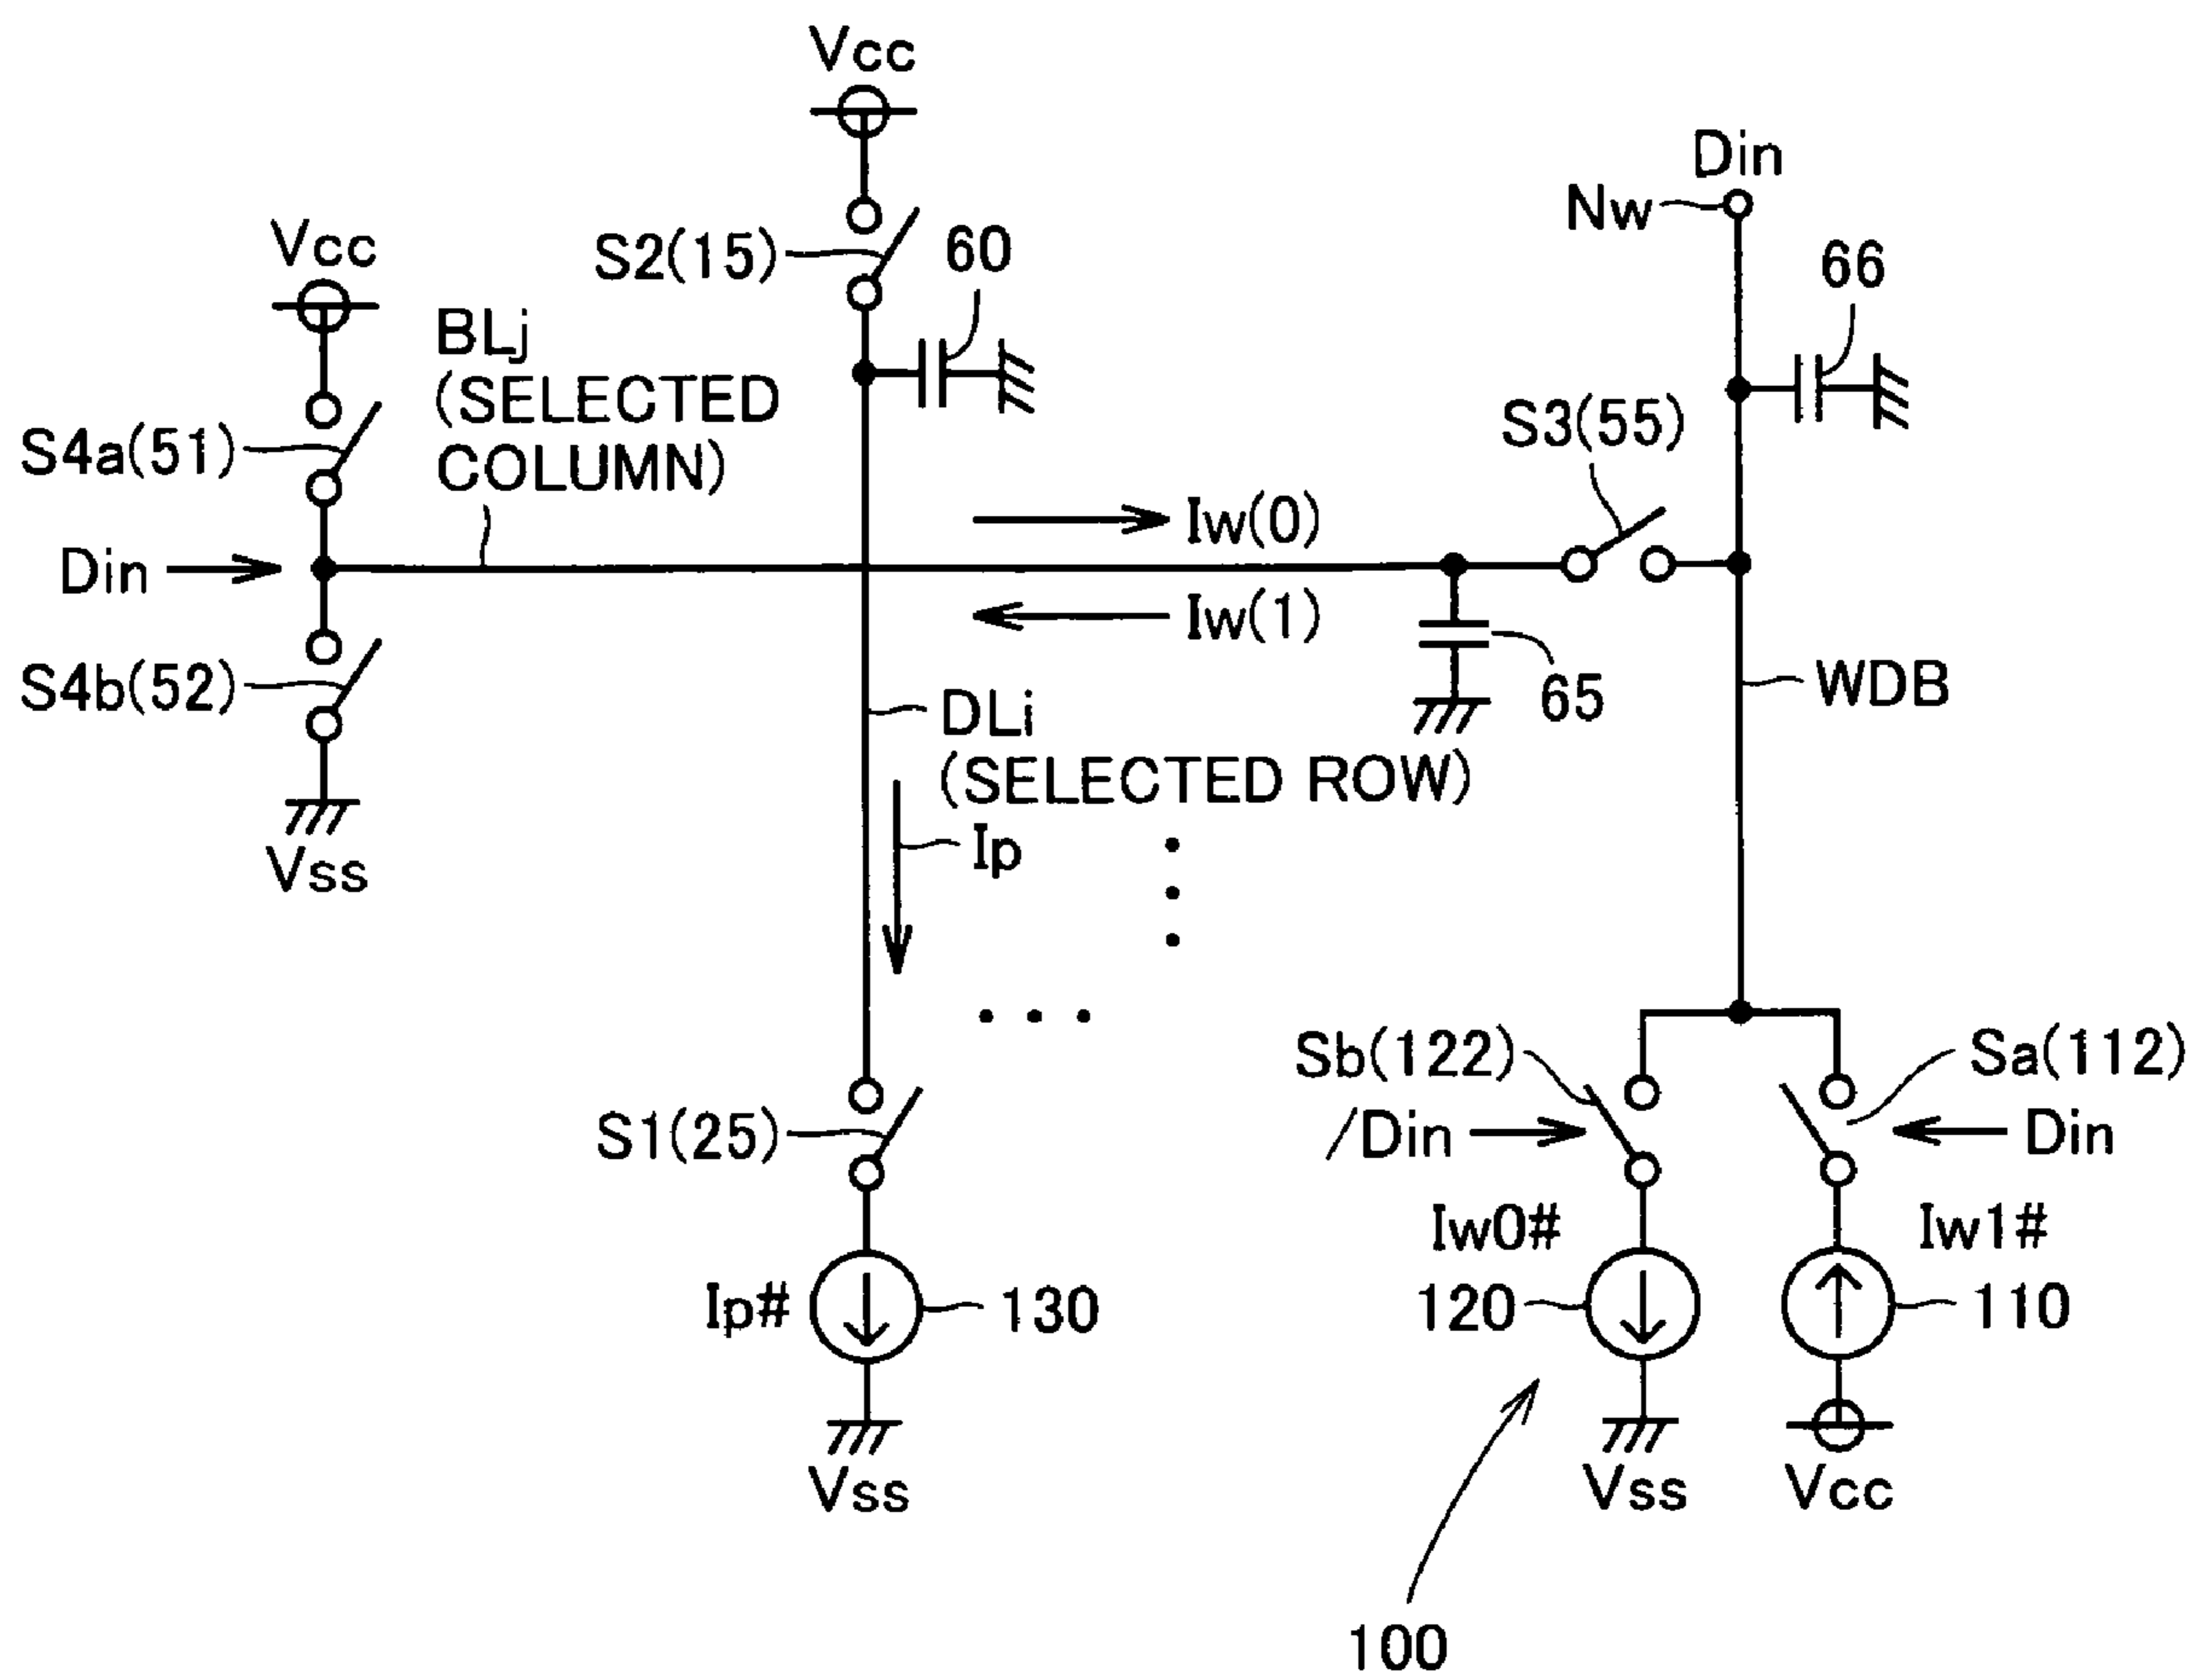 Vcc
Din
Nw
Vcc
S2(15)
60
66
BLj
(SELECTED
COLUMN)
S4a(51)
S3(55)
Iw(0)
Din
Iw(1)
S4b(52)
65
WDB
DLi
(SELECTED ROW)
Vss
Ip
Sb(122)
Sa(112)
S1(25)
/Din
Din
Iw0#
Iw1#
Ip#
130
120
110
Vss
Vss
Vcc
100